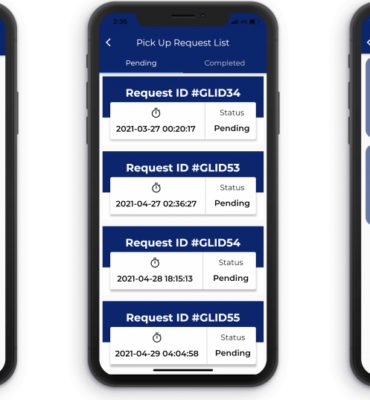 2:35
Pick Up Request List
Pending Completed
Request ID #GLID34
Status
2021-03-27 00:20:17 Pending
Request ID #GLID53
Status
2021-04-27 02:36:27 Pending
Request ID #GLID54
Status
2021-04-28 18:15:13 Pending
Request ID #GLID55
Status
2021-04-29 04:04:58 Pending